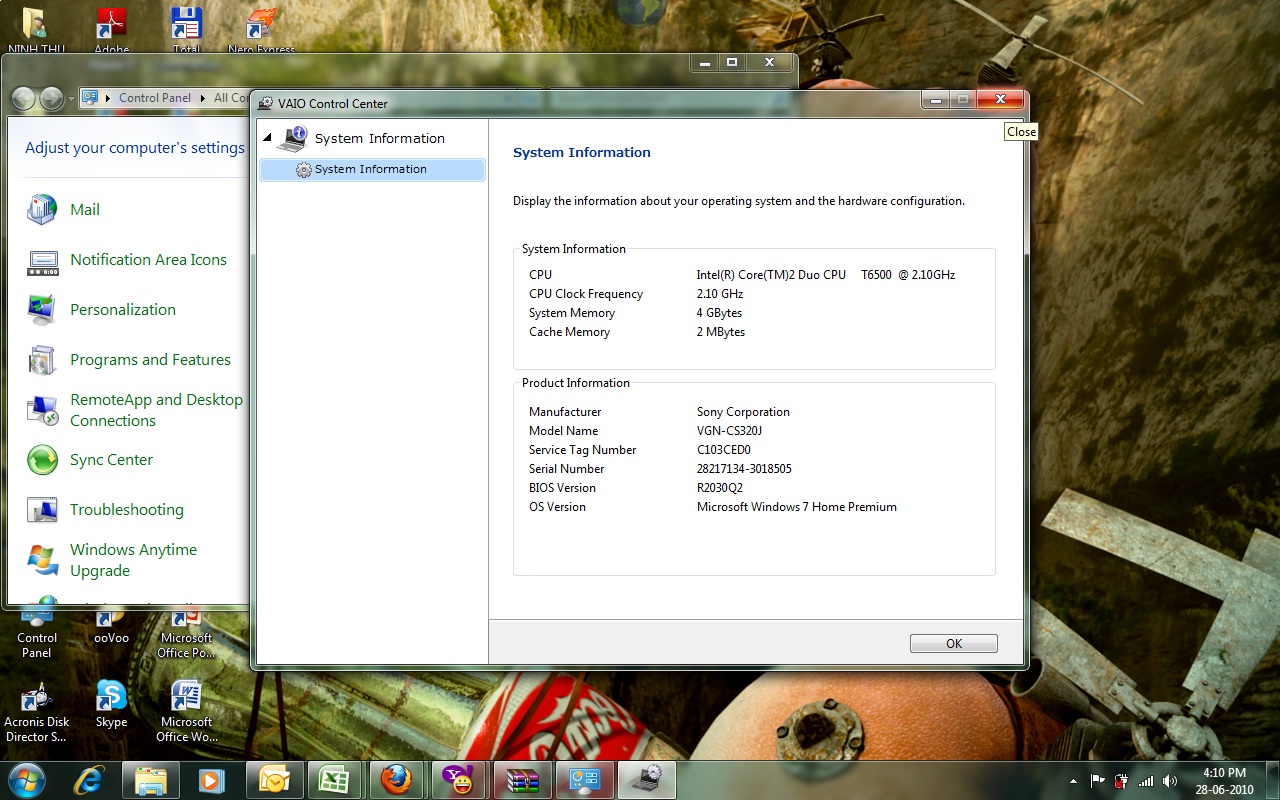 NINH THU
Adobe
Total
Nero Express
Control Panel
All Co
VAIO Control Center
Close
Adjust your computer's settings
Mail
Notification Area Icons
Personalization
Programs and Features
RemoteApp and Desktop
Connections
Sync Center
Troubleshooting
Windows Anytime
Upgrade
System Information
System Information
System Information
Display the information about your operating system and the hardware configuration.
System Information
CPU Intel(R) Core(TM)2 Duo CPU T6500 @ 2.10GHz
CPU Clock Frequency 2.10 GHz
System Memory 4 GBytes
Cache Memory 2 MBytes
Product Information
Manufacturer Sony Corporation
Model Name VGN-CS320J
Service Tag Number C103CED0
Serial Number 28217134-3018505
BIOS Version R2030Q2
OS Version Microsoft Windows 7 Home Premium
OK
Control
Panel
ooVoo
Microsoft
Office Po...
Acronis Disk
Director S...
Skype
Microsoft
Office Wo...
4:10 PM
28-06-2010